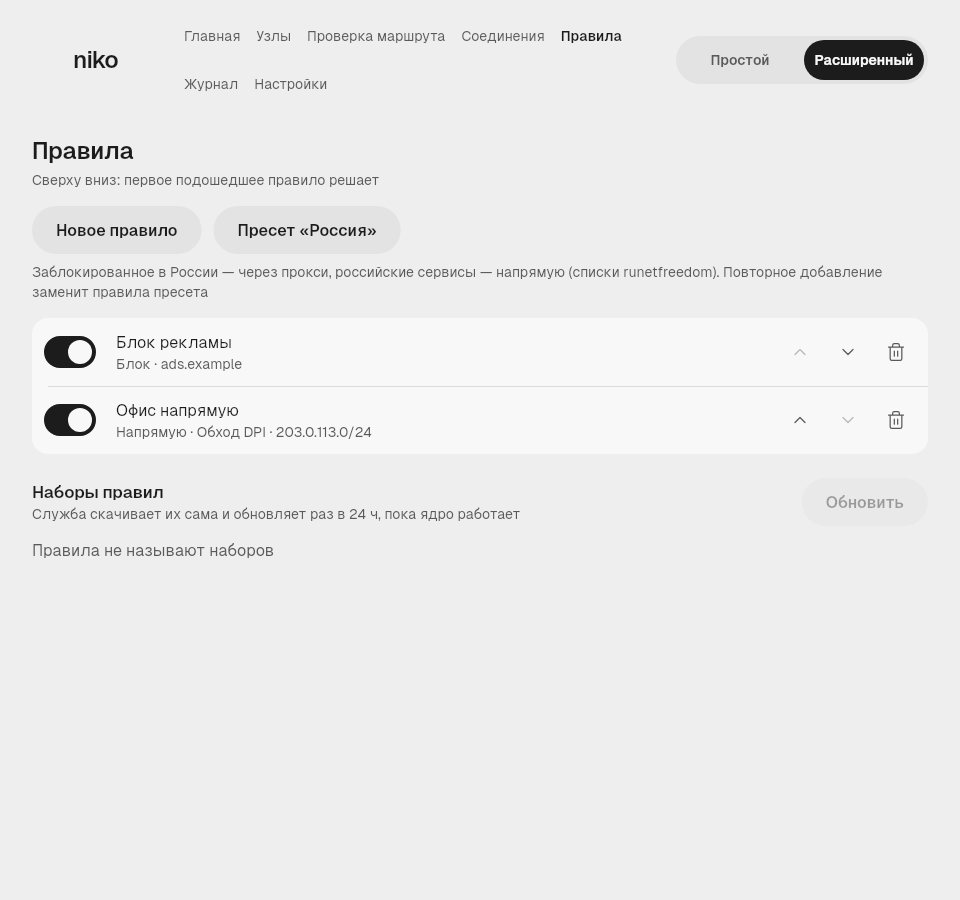 niko
Главная Узлы Проверка маршрута Соединения Правила
Журнал Настройки
Простой Расширенный
Правила
Сверху вниз: первое подошедшее правило решает
Новое правило Пресет «Россия»
Заблокированное в России — через прокси, российские сервисы — напрямую (списки runetfreedom). Повторное добавление
заменит правила пресета
Блок рекламы
Блок · ads.example
Офис напрямую
Напрямую · Обход DPI · 203.0.113.0/24
Наборы правил
Служба скачивает их сама и обновляет раз в 24 ч, пока ядро работает
Обновить
Правила не называют наборов